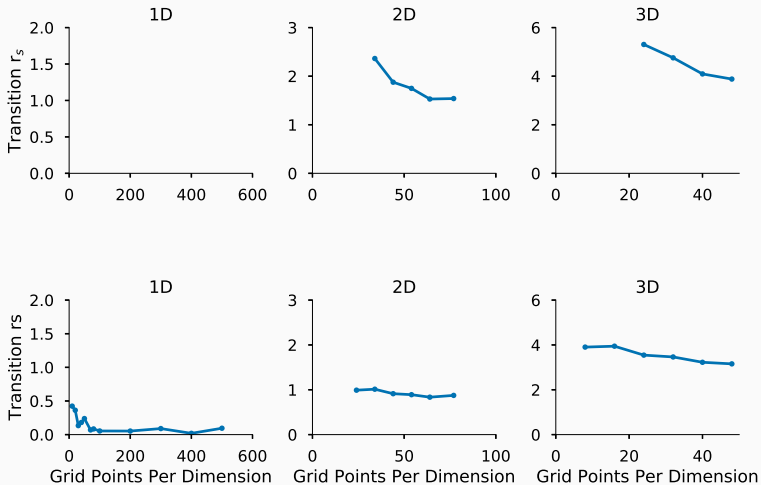 1D 2D 3D
2.0 3 6
1.5
2 4
Transition r_s 1.0
1 2
0.5
0.0 0 0
0 200 400 600 0 50 100 0 20 40
1D 2D 3D
2.0 3 6
1.5
2 4
Transition rs 1.0
1 2
0.5
0.0 0 0
0 200 400 600 0 50 100 0 20 40
Grid Points Per Dimension Grid Points Per Dimension Grid Points Per Dimension